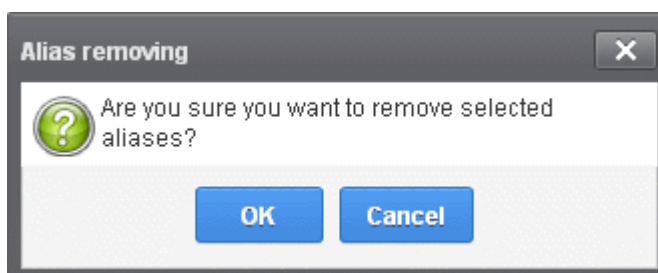 Alias removing
Are you sure you want to remove selected
aliases?
OK
Cancel